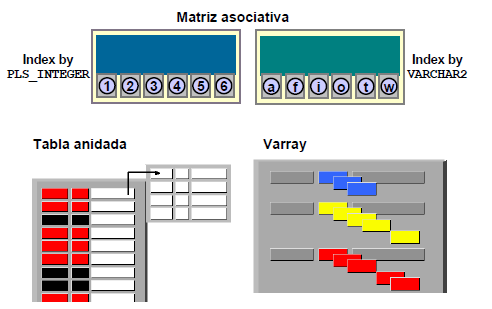 Matriz asociativa
Index by
PLS_INTEGER
1 2 3 4 5 6
a f i o t w
Index by
VARCHAR2
Tabla anidada
Varray